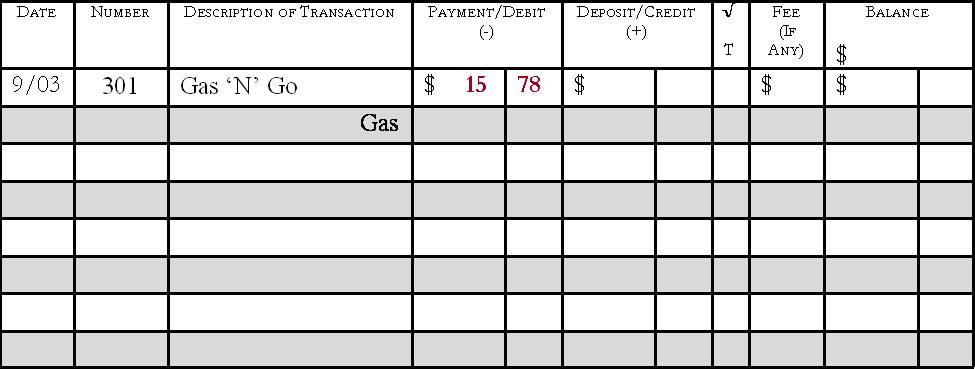 DATE NUMBER DESCRIPTION OF TRANSACTION PAYMENT/DEBIT (-) DEPOSIT/CREDIT (+) √ T FEE (IF ANY) BALANCE $
9/03 301 Gas ‘N’ Go $ 15 78 $ $ $
Gas